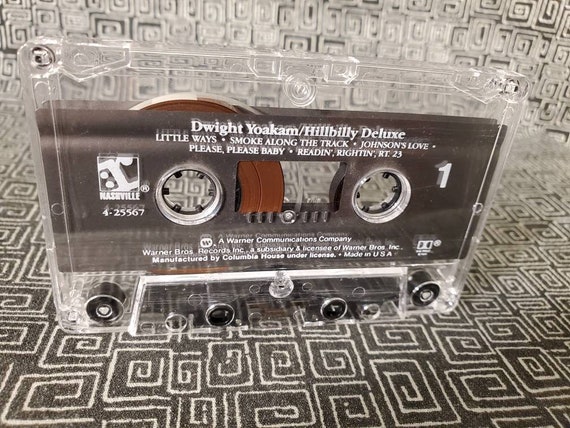 Dwight Yoakam/Hillbilly Deluxe
LITTLE WAYS • SMOKE ALONG THE TRACK • JOHNSON'S LOVE •
PLEASE, PLEASE BABY • READIN', RIGHTIN', RT. 23
1
NASHVILLE
4-25567
A Warner Communications Company
Warner Bros. Records Inc., a subsidiary & licensee of Warner Bros. Inc.
Manufactured by Columbia House under license. • Made in U S A